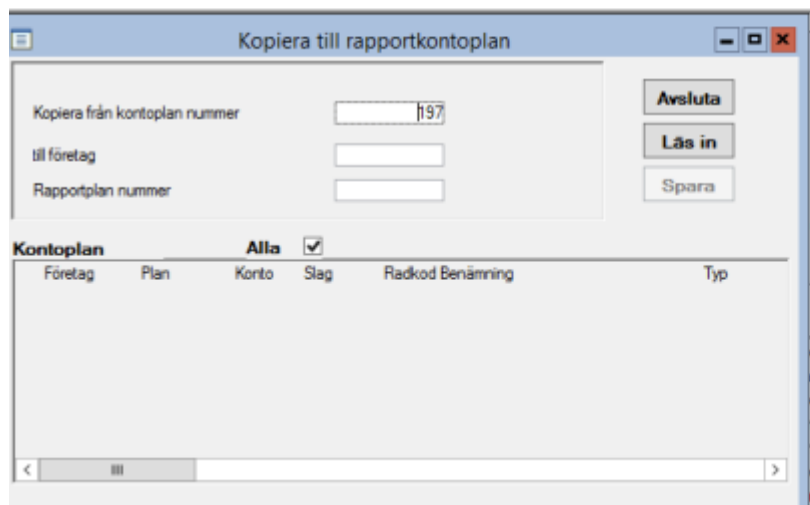 Kopiera till rapportkontoplan
Kopiera från kontoplan nummer 197
till företag
Rapportplan nummer
Avsluta
Läs in
Spara
Kontoplan Alla
Företag Plan Konto Slag Radkod Benämning Typ